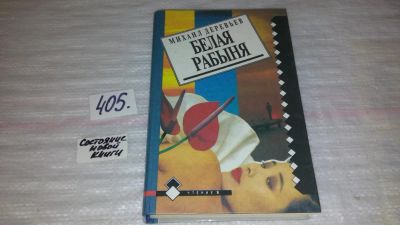 МИХАИЛ ДЕРЕВЬЕВ
БЕЛАЯ
РАБЫНЯ
405.
Состояние
новой
книги